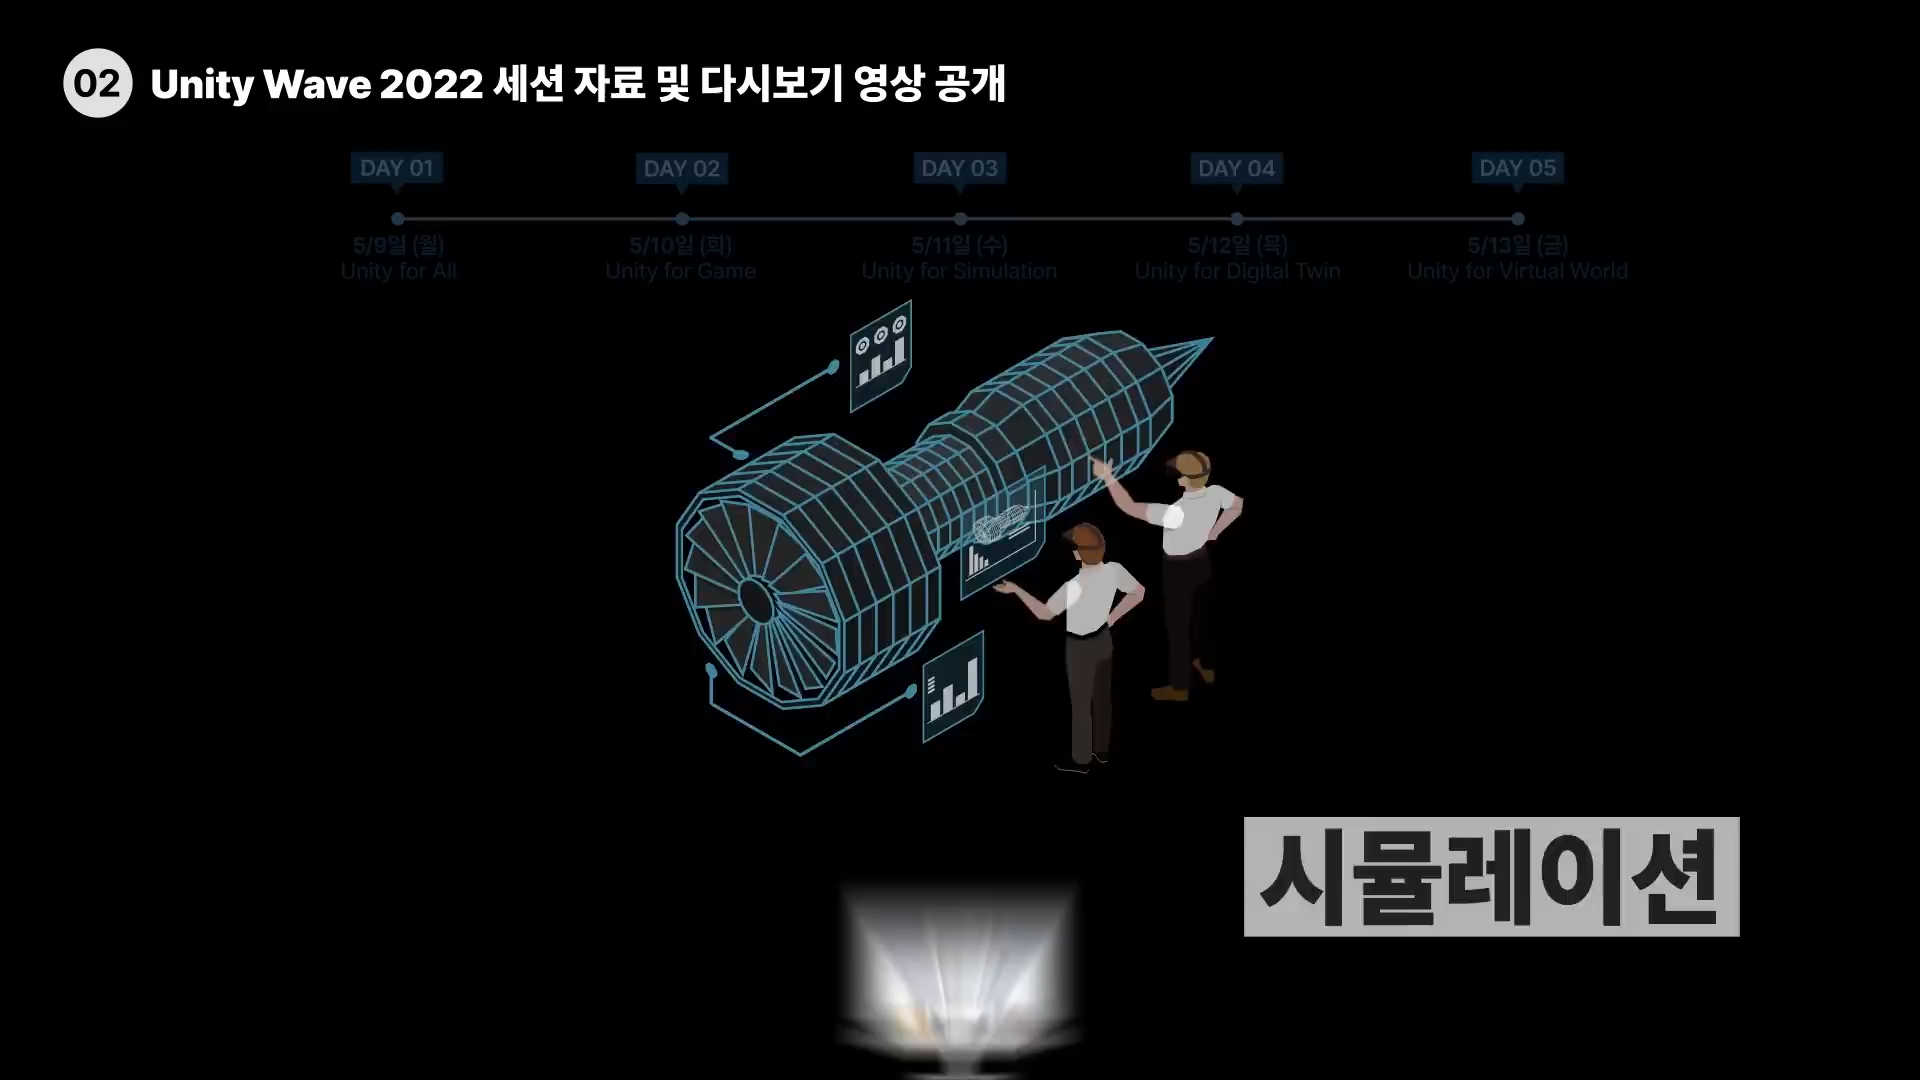 02 Unity Wave 2022 세션 자료 및 다시보기 영상 공개
DAY 01 DAY 02 DAY 03 DAY 04 DAY 05
5/9일 (월) 5/10일 (화) 5/11일 (수) 5/12일 (목) 5/13일 (금)
Unity for All Unity for Game Unity for Simulation Unity for Digital Twin Unity for Virtual World
시뮬레이션